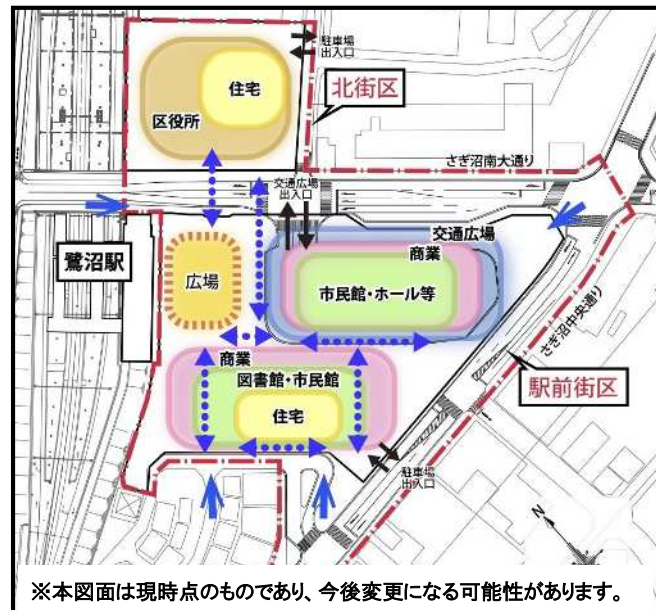 駐車場
出入口
住宅
北街区
区役所
さぎ沼南大通り
交通広場
出入口
交通広場
商業
鷺沼駅
広場
市民館・ホール等
さぎ沼中央通り
商業
図書館・市民館
駅前街区
住宅
駐車場
出入口
N
※本図面は現時点のものであり、今後変更になる可能性があります。